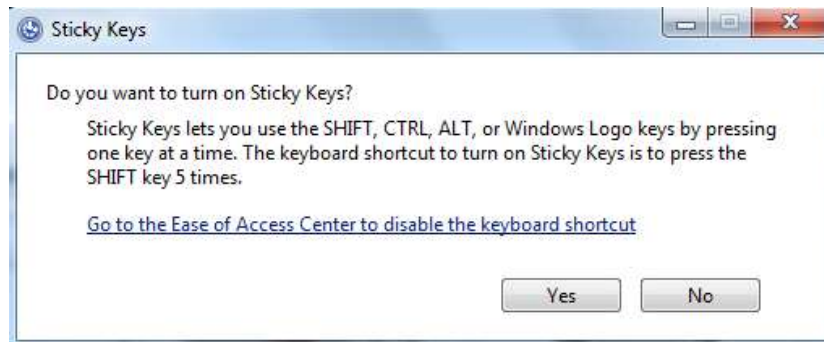 Sticky Keys
Do you want to turn on Sticky Keys?
Sticky Keys lets you use the SHIFT, CTRL, ALT, or Windows Logo keys by pressing
one key at a time. The keyboard shortcut to turn on Sticky Keys is to press the
SHIFT key 5 times.
Go to the Ease of Access Center to disable the keyboard shortcut
Yes No